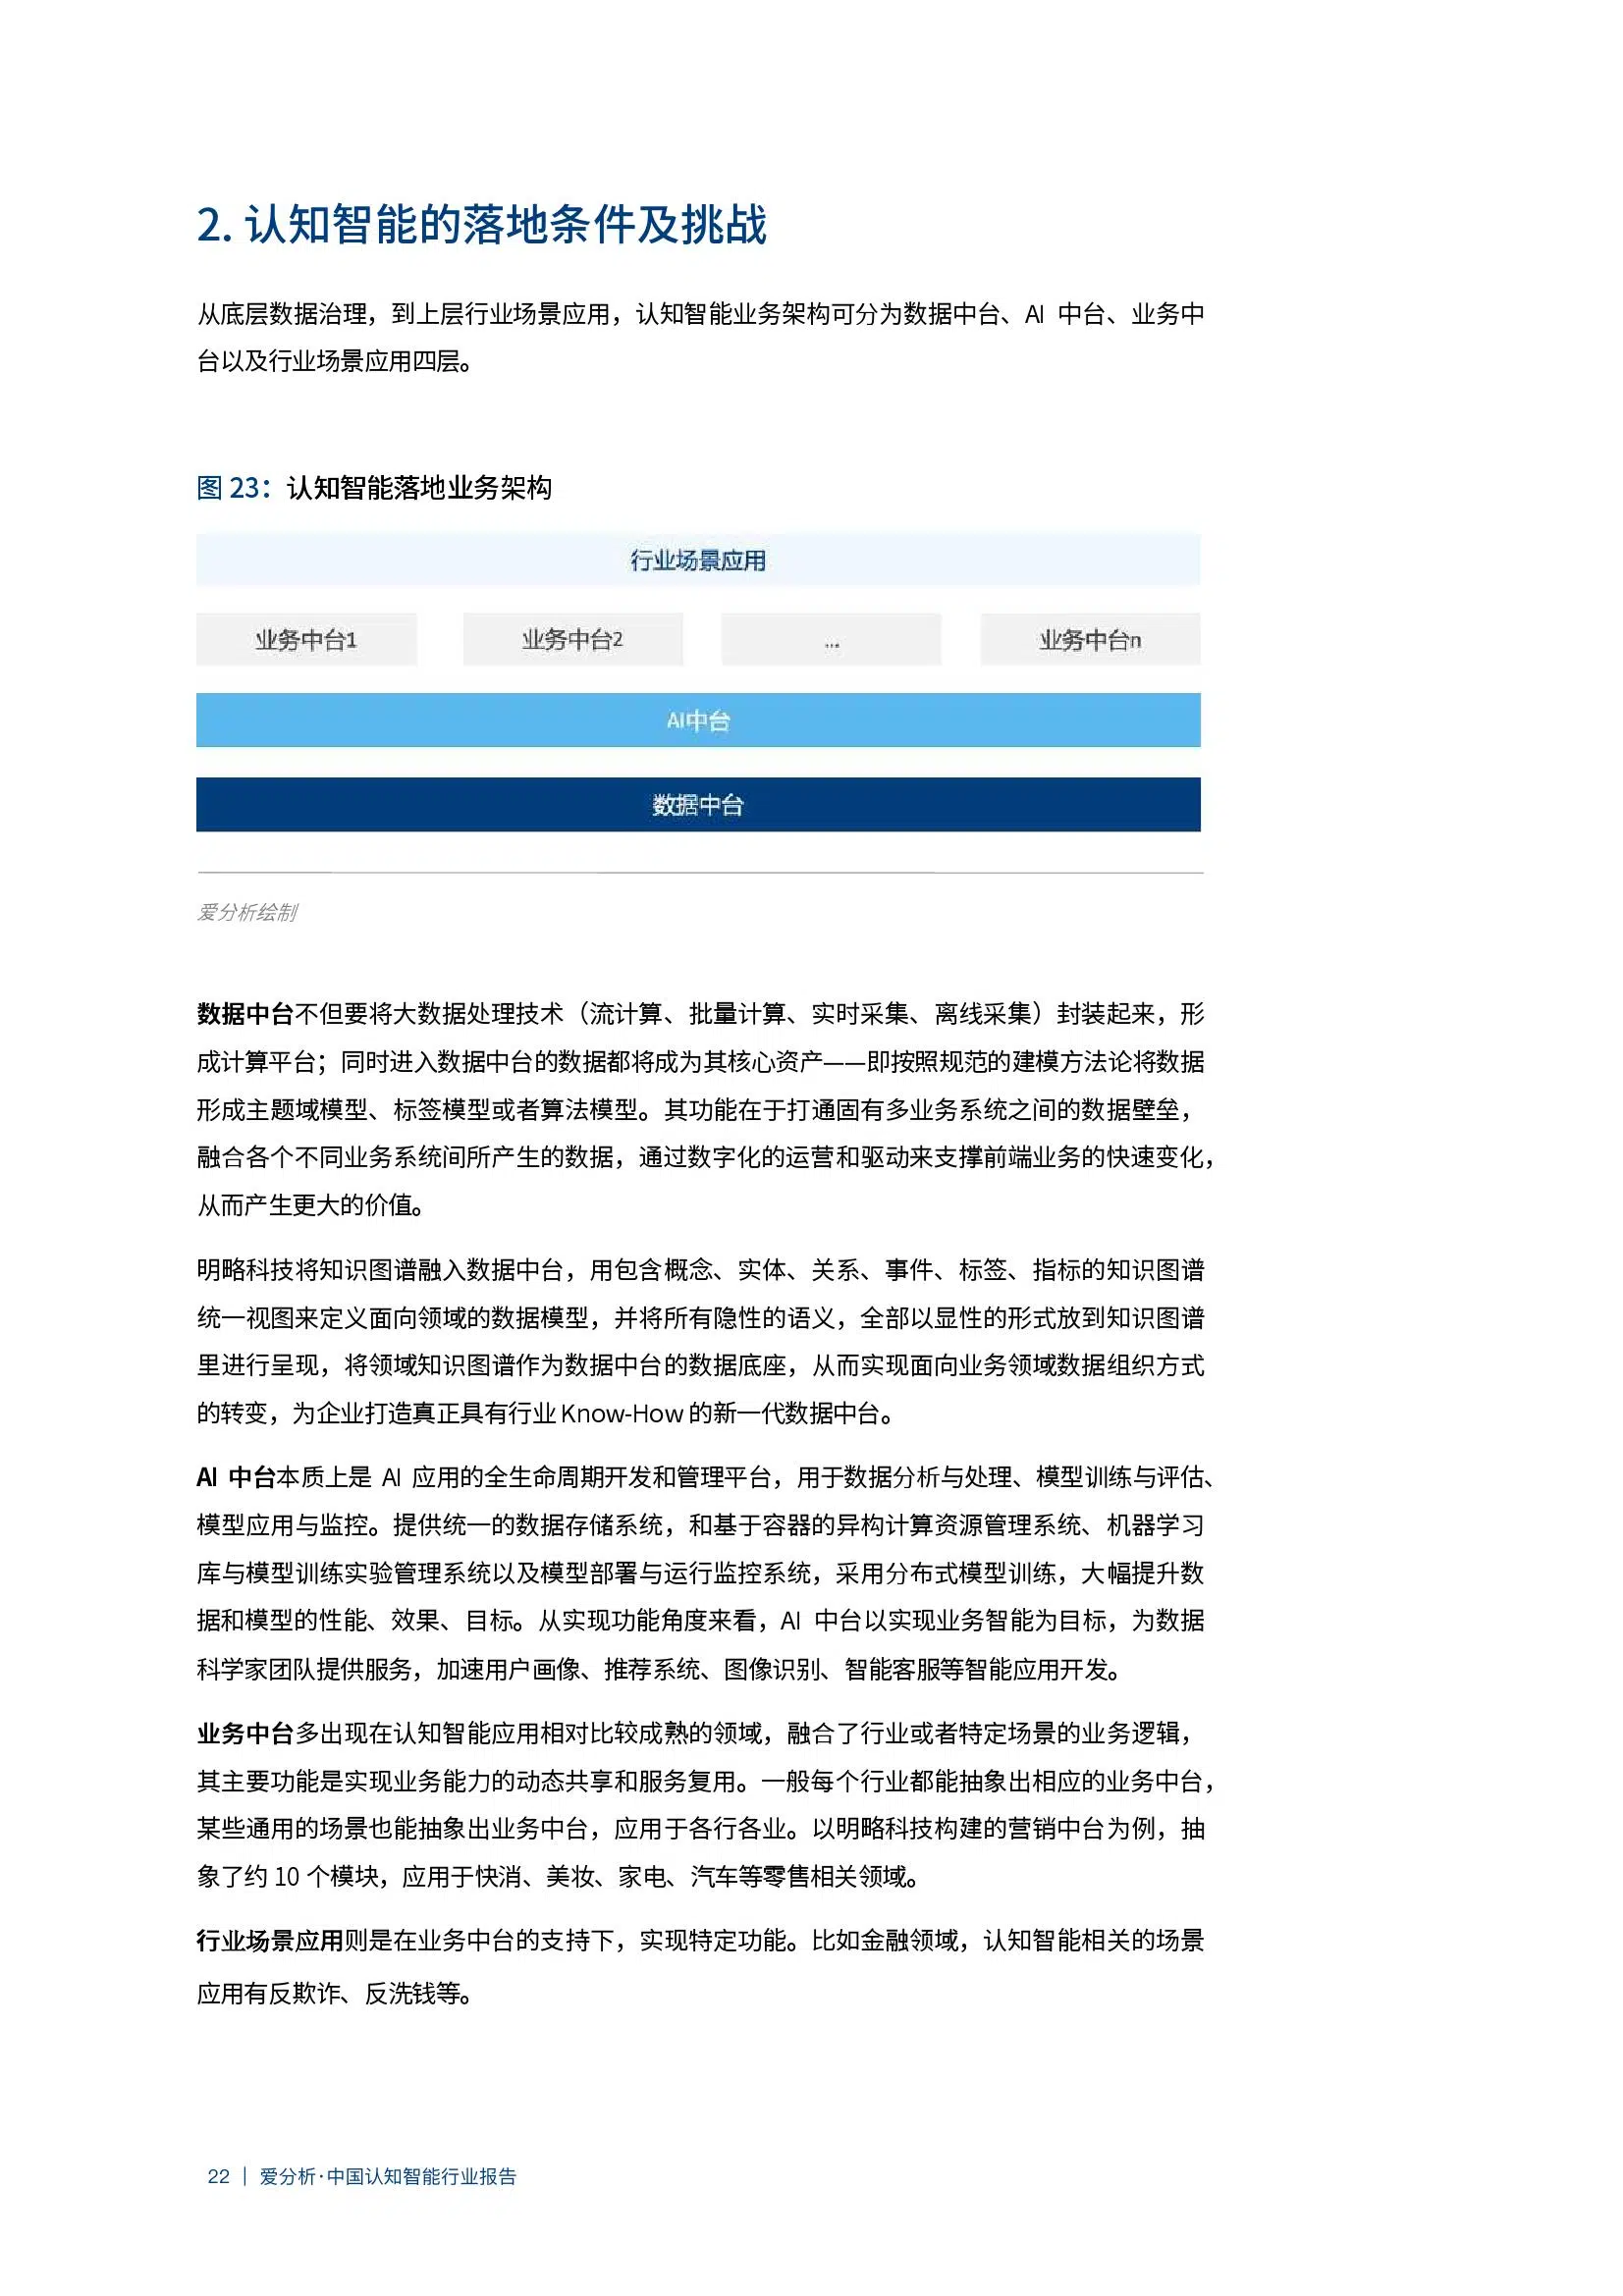 2. 认知智能的落地条件及挑战
从底层数据治理，到上层行业场景应用，认知智能业务架构可分为数据中台、AI 中台、业务中
台以及行业场景应用四层。
图 23：认知智能落地业务架构
行业场景应用
业务中台1 业务中台2 ... 业务中台n
AI中台
数据中台
爱分析绘制
数据中台不但要将大数据处理技术（流计算、批量计算、实时采集、离线采集）封装起来，形
成计算平台；同时进入数据中台的数据都将成为其核心资产——即按照规范的建模方法论将数据
形成主题域模型、标签模型或者算法模型。其功能在于打通固有多业务系统之间的数据壁垒，
融合各个不同业务系统间所产生的数据，通过数字化的运营和驱动来支撑前端业务的快速变化，
从而产生更大的价值。
明略科技将知识图谱融入数据中台，用包含概念、实体、关系、事件、标签、指标的知识图谱
统一视图来定义面向领域的数据模型，并将所有隐性的语义，全部以显性的形式放到知识图谱
里进行呈现，将领域知识图谱作为数据中台的数据底座，从而实现面向业务领域数据组织方式
的转变，为企业打造真正具有行业 Know-How 的新一代数据中台。
AI 中台本质上是 AI 应用的全生命周期开发和管理平台，用于数据分析与处理、模型训练与评估、
模型应用与监控。提供统一的数据存储系统，和基于容器的异构计算资源管理系统、机器学习
库与模型训练实验管理系统以及模型部署与运行监控系统，采用分布式模型训练，大幅提升数
据和模型的性能、效果、目标。从实现功能角度来看，AI 中台以实现业务智能为目标，为数据
科学家团队提供服务，加速用户画像、推荐系统、图像识别、智能客服等智能应用开发。
业务中台多出现在认知智能应用相对比较成熟的领域，融合了行业或者特定场景的业务逻辑，
其主要功能是实现业务能力的动态共享和服务复用。一般每个行业都能抽象出相应的业务中台，
某些通用的场景也能抽象出业务中台，应用于各行各业。以明略科技构建的营销中台为例，抽
象了约 10 个模块，应用于快消、美妆、家电、汽车等零售相关领域。
行业场景应用则是在业务中台的支持下，实现特定功能。比如金融领域，认知智能相关的场景
应用有反欺诈、反洗钱等。
22 | 爱分析·中国认知智能行业报告